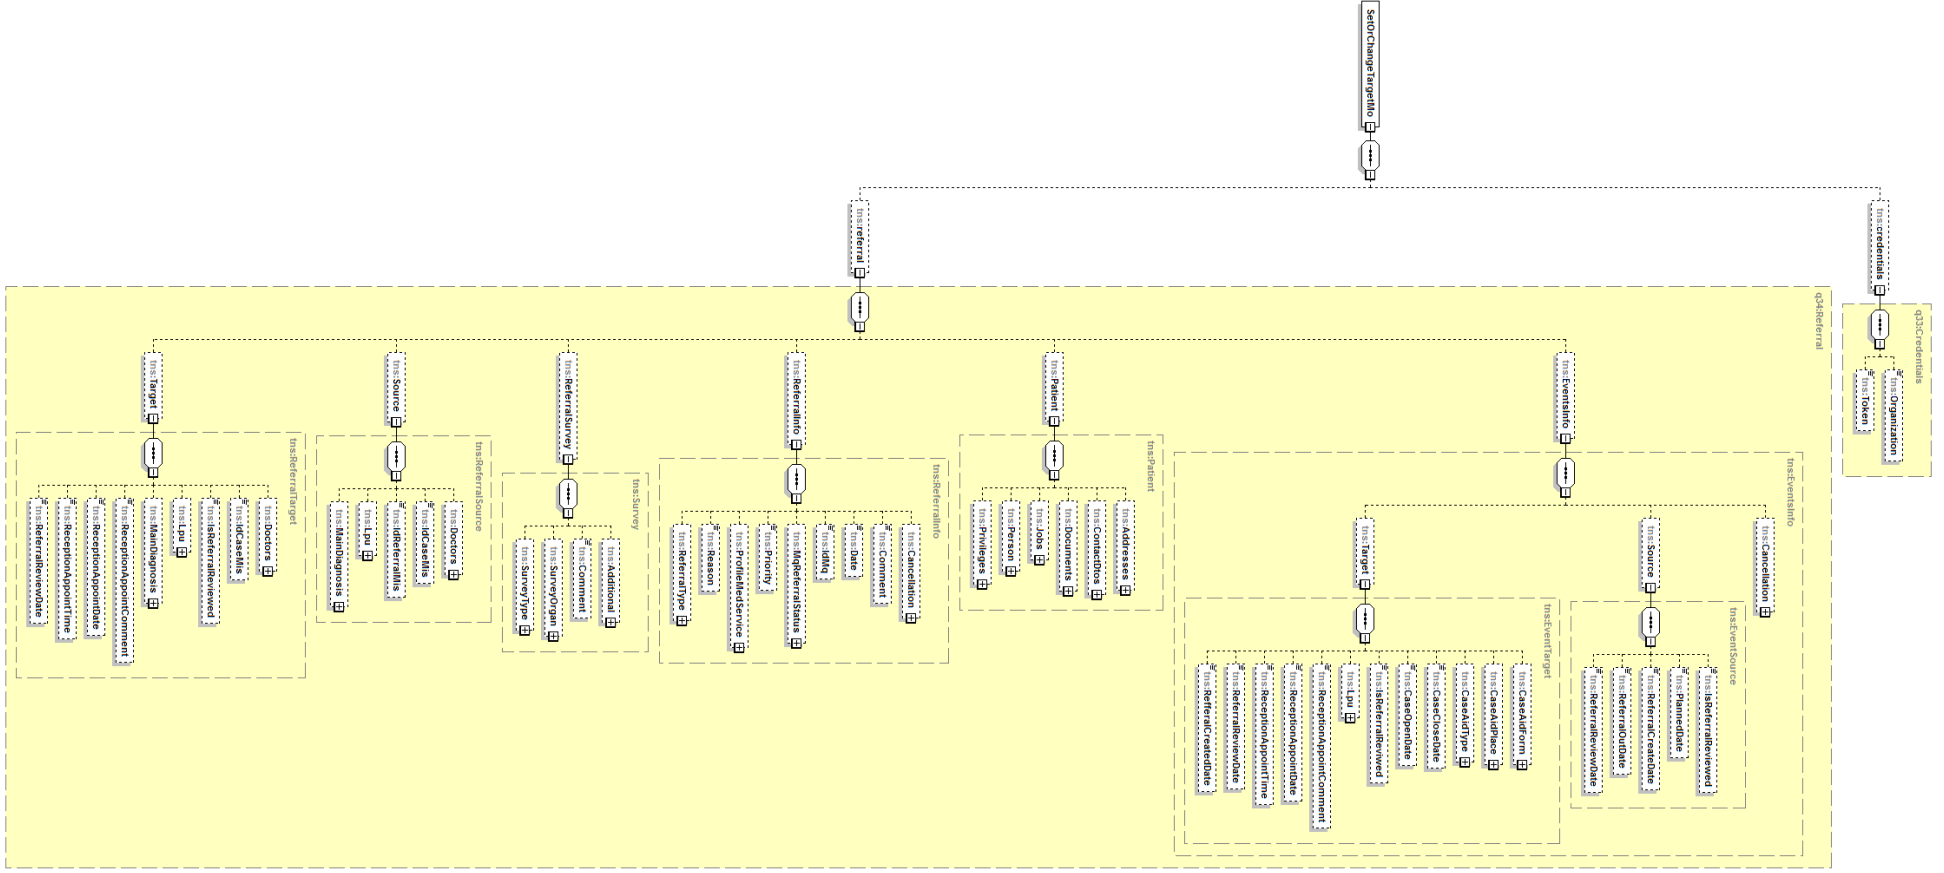 SetOrChangeTargetMo
tns:credentials
q33:Credentials
tns:Organization
tns:Token
tns:referral
q34:Referral
tns:EventsInfo
tns:EventsInfo
tns:Cancellation
tns:Source
tns:EventSource
tns:IsReferralReviewed
tns:PlannedDate
tns:ReferralCreateDate
tns:ReferralOutDate
tns:ReferralReviewDate
tns:Target
tns:EventTarget
tns:CaseAidForm
tns:CaseAidPlace
tns:CaseAidType
tns:CaseCloseDate
tns:CaseOpenDate
tns:IsReferralReviwed
tns:Lpu
tns:ReceptionAppointComment
tns:ReceptionAppointDate
tns:ReceptionAppointTime
tns:ReferralReviewDate
tns:RefferalCreatedDate
tns:Patient
tns:Patient
tns:Addresses
tns:ContactDtos
tns:Documents
tns:Jobs
tns:Person
tns:Privileges
tns:ReferralInfo
tns:ReferralInfo
tns:Cancellation
tns:Comment
tns:Date
tns:IdMq
tns:MqReferralStatus
tns:Priority
tns:ProfileMedService
tns:Reason
tns:ReferralType
tns:ReferralSurvey
tns:Survey
tns:Additional
tns:Comment
tns:SurveyOrgan
tns:SurveyType
tns:Source
tns:ReferralSource
tns:Doctors
tns:IdCaseMis
tns:IdReferralMis
tns:Lpu
tns:MainDiagnosis
tns:Target
tns:ReferralTarget
tns:Doctors
tns:IdCaseMis
tns:IsReferralReviewed
tns:Lpu
tns:MainDiagnosis
tns:ReceptionAppointComment
tns:ReceptionAppointDate
tns:ReceptionAppointTime
tns:ReferralReviewDate